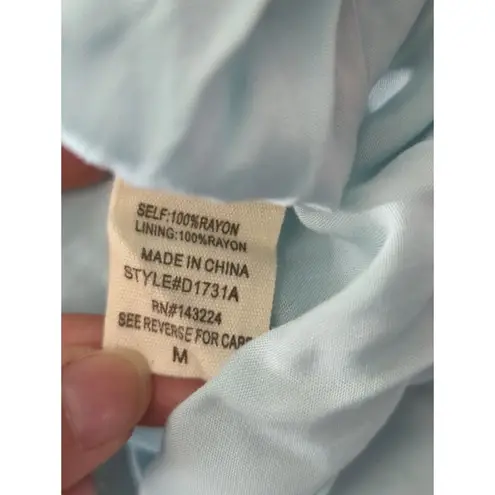 SELF:100%RAYON
LINING:100%RAYON
MADE IN CHINA
STYLE#D1731A
RN#143224
SEE REVERSE FOR CARE
M